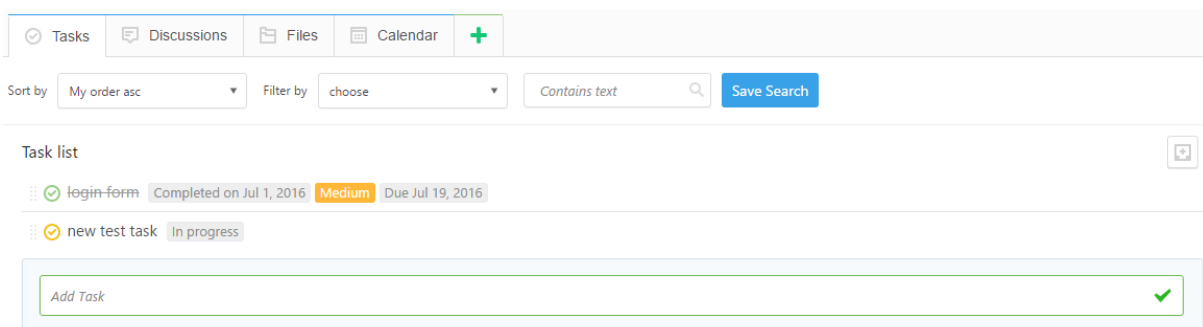 Tasks Discussions Files Calendar
Sort by My order asc Filter by choose Contains text Save Search
Task list
login form Completed on Jul 1, 2016 Medium Due Jul 19, 2016
new test task In progress
Add Task